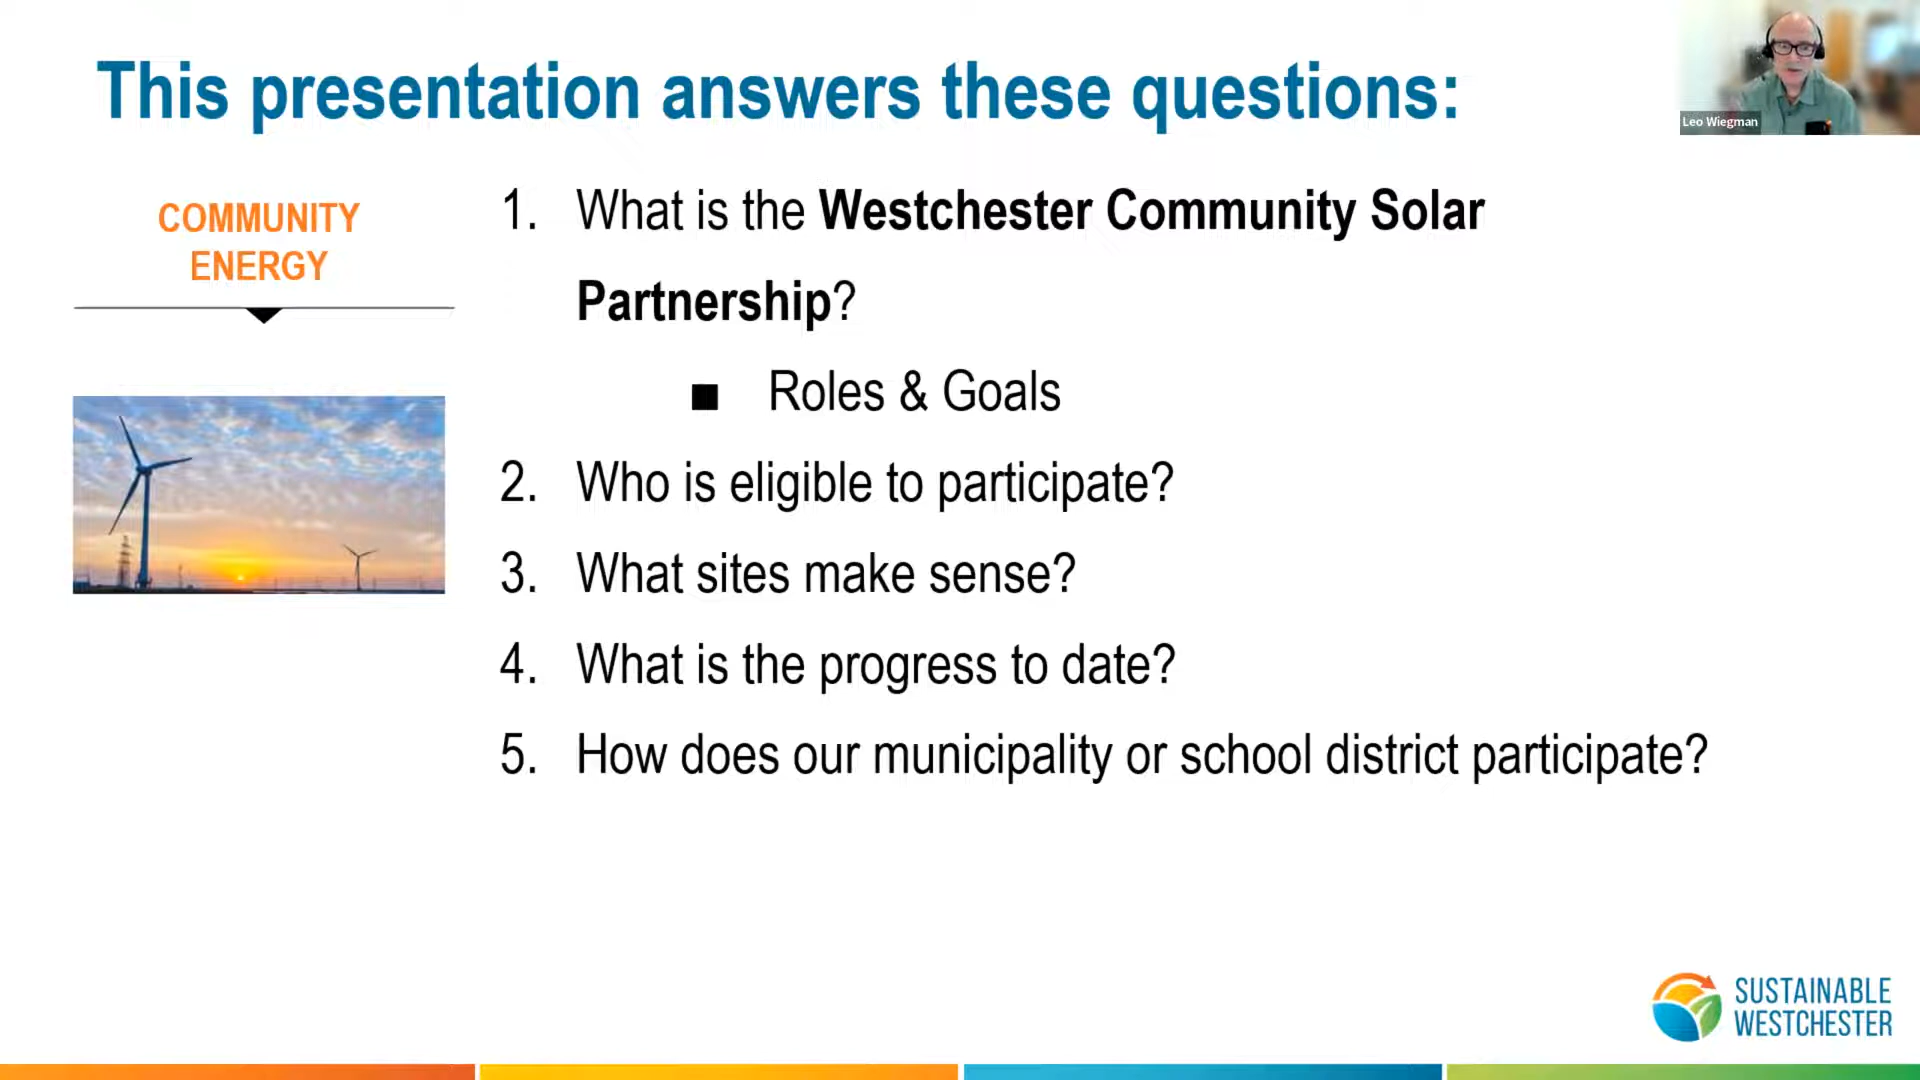 This presentation answers these questions:
Leo Wiegman
COMMUNITY
ENERGY
1. What is the Westchester Community Solar
Partnership?
■ Roles & Goals
2. Who is eligible to participate?
3. What sites make sense?
4. What is the progress to date?
5. How does our municipality or school district participate?
SUSTAINABLE
WESTCHESTER